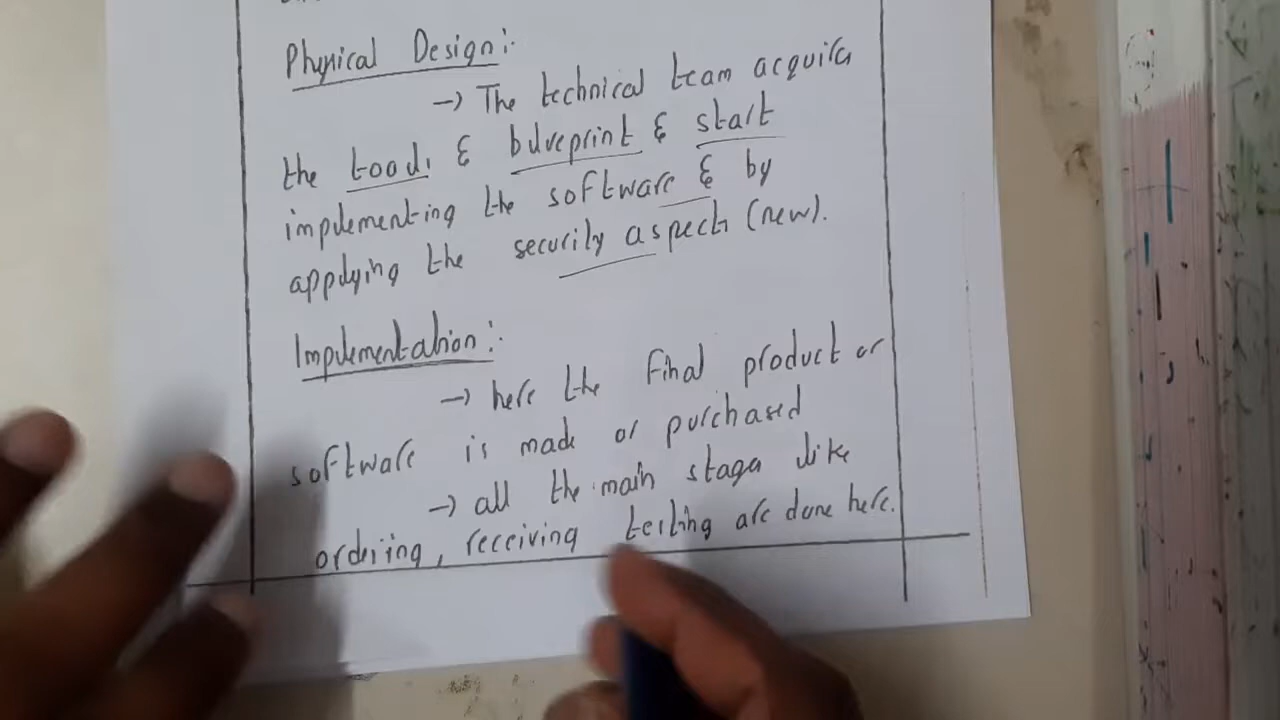 Physical Design :-
→ The technical team acquires
the tools & blueprint & start
implementing the software & by
applying the security aspects (new).
Implementation :-
→ here the final product or
software is made or purchased
→ all the main stages like
ordring, receiving testing are done here.